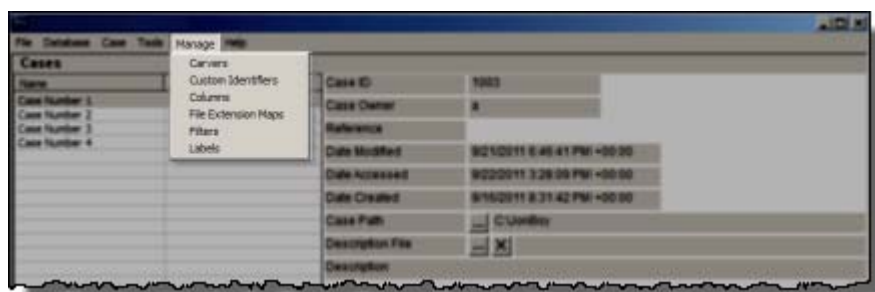 File Database Case Tools Manage Help
Cases
Carvers
Custom Identifiers
Columns
File Extension Maps
Filters
Labels
Name
Case Number 1
Case Number 2
Case Number 3
Case Number 4
Case ID 1003
Case Owner a
Reference
Date Modified 9/21/2011 6:46:41 PM +00:00
Date Accessed 9/22/2011 3:28:09 PM +00:00
Date Created 9/16/2011 8:31:42 PM +00:00
Case Path ...
Description File ... X
Description